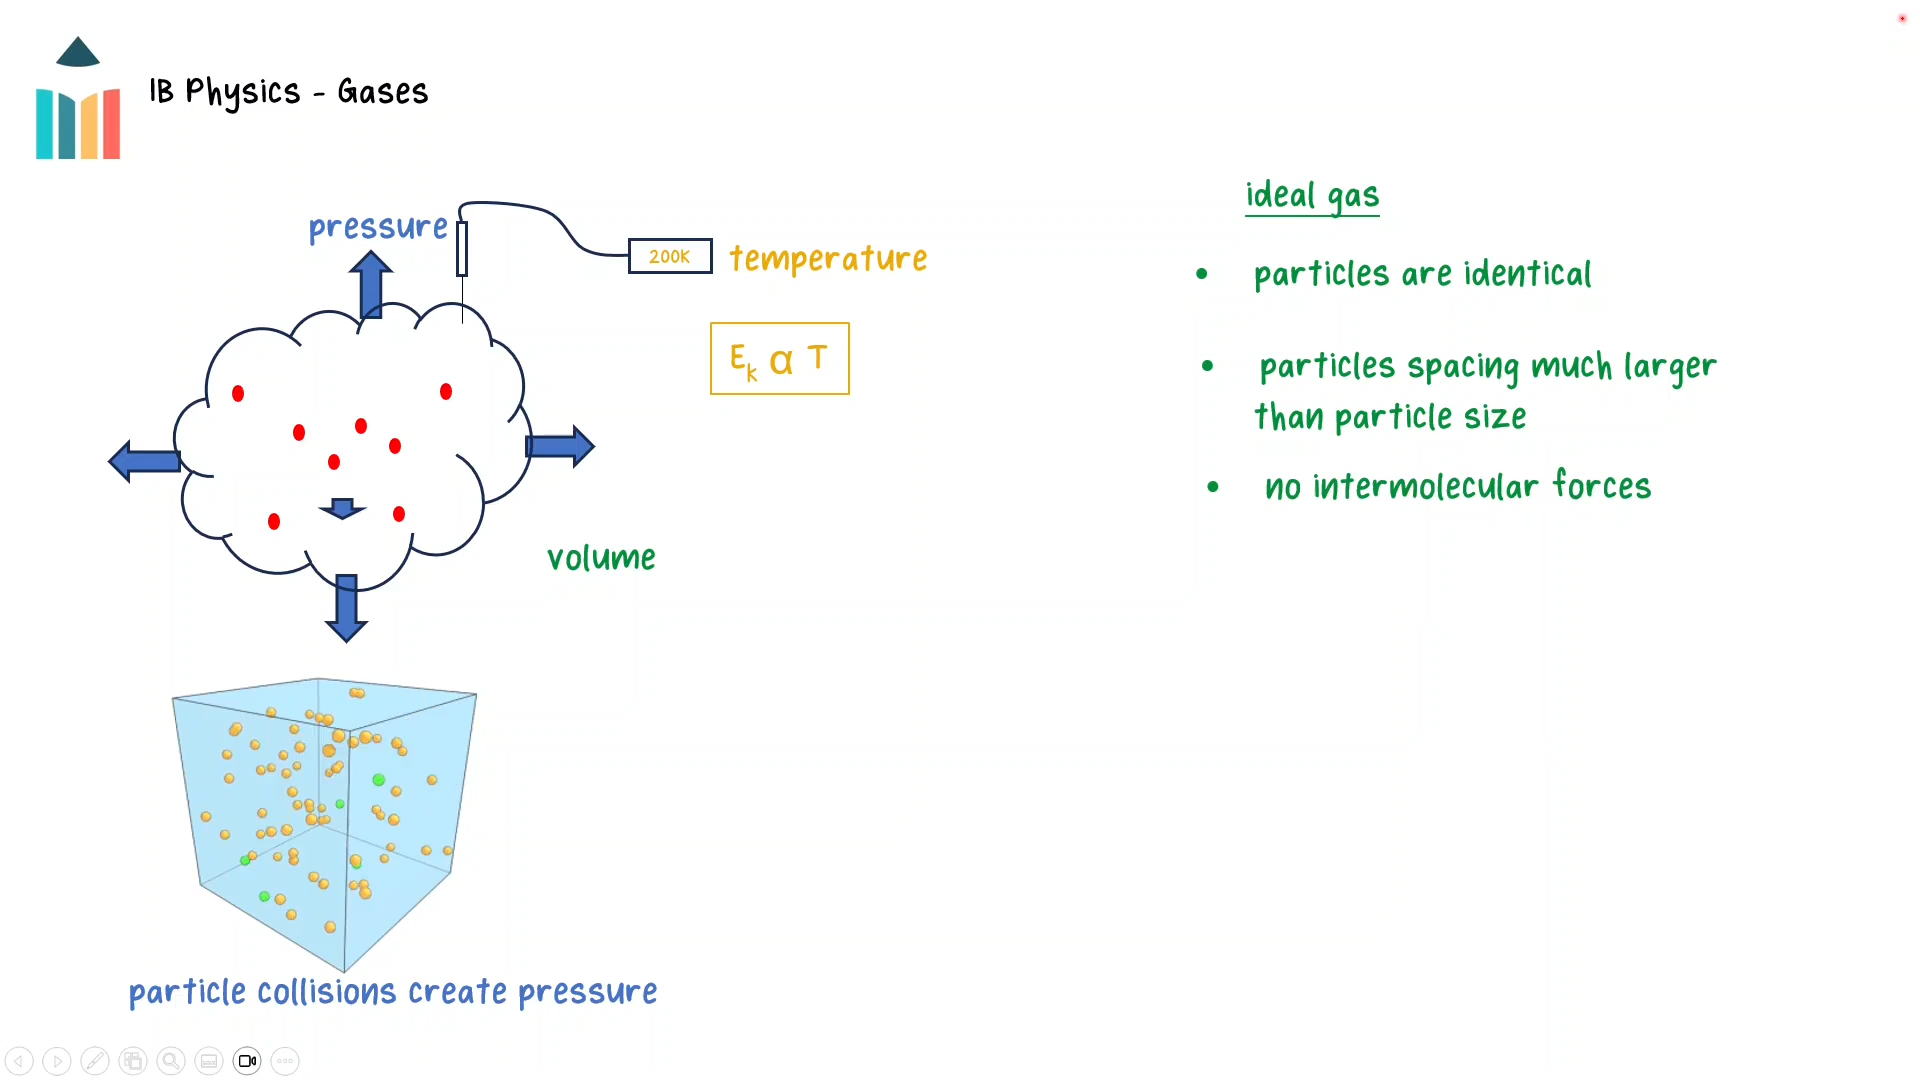 IB Physics - Gases
pressure
200K
temperature
E_k α T
volume
particle collisions create pressure
ideal gas
• particles are identical
• particles spacing much larger
than particle size
• no intermolecular forces